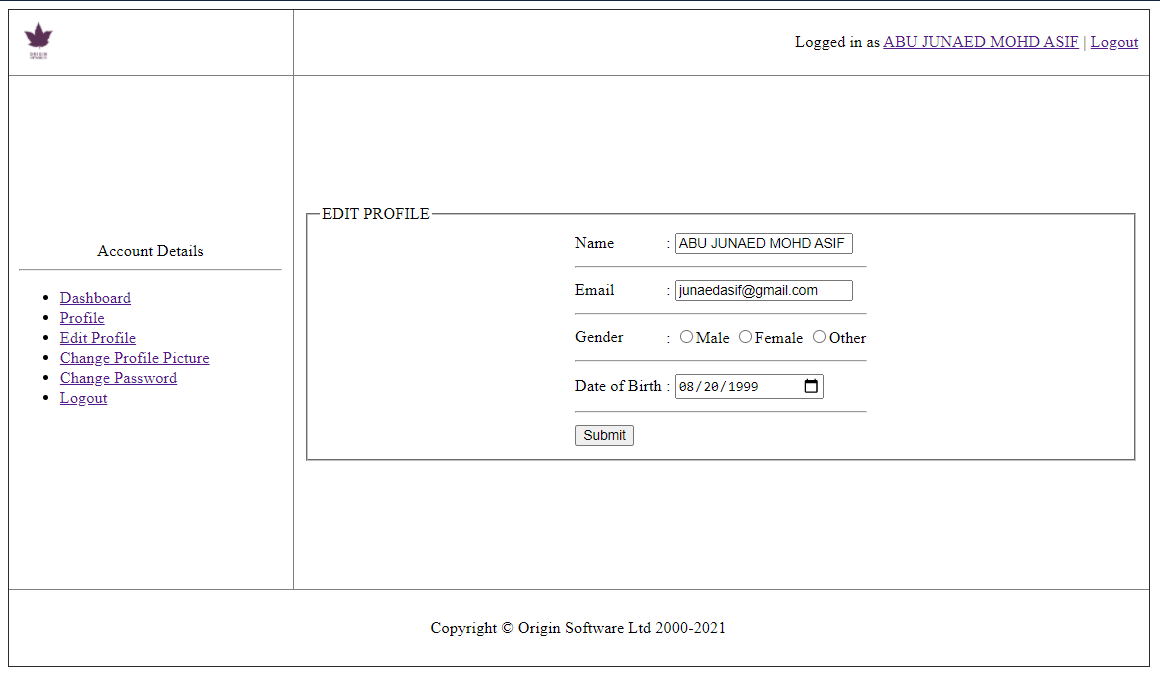 Logged in as ABU JUNAED MOHD ASIF | Logout
Account Details
Dashboard
Profile
Edit Profile
Change Profile Picture
Change Password
Logout
EDIT PROFILE
Name : ABU JUNAED MOHD ASIF
Email : junaedasif@gmail.com
Gender : Male Female Other
Date of Birth : 08/20/1999
Submit
Copyright © Origin Software Ltd 2000-2021